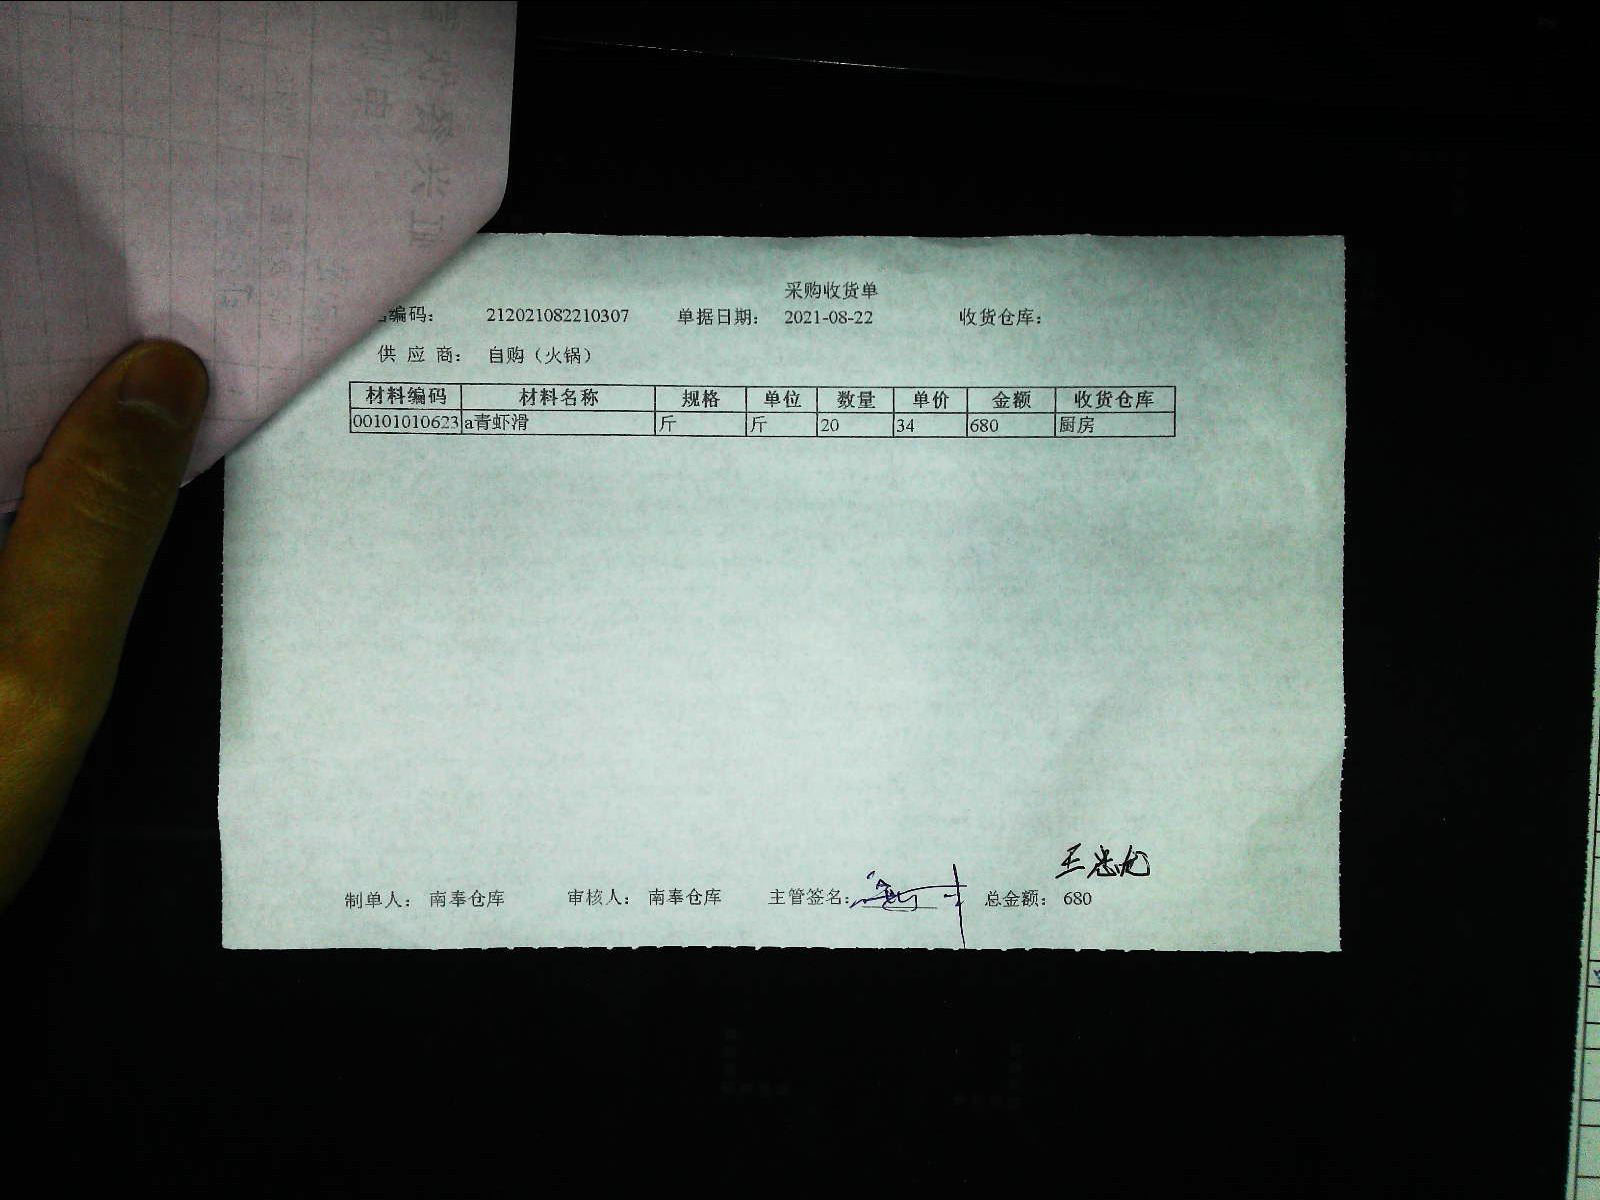 采购收货单
编码： 212021082210307 单据日期： 2021-08-22 收货仓库：
供 应 商： 自购（火锅）
材料编码 材料名称 规格 单位 数量 单价 金额 收货仓库
00101010623 a青虾滑 斤 斤 20 34 680 厨房
王忠龙
制单人： 南奉仓库 审核人： 南奉仓库 主管签名： 总金额： 680